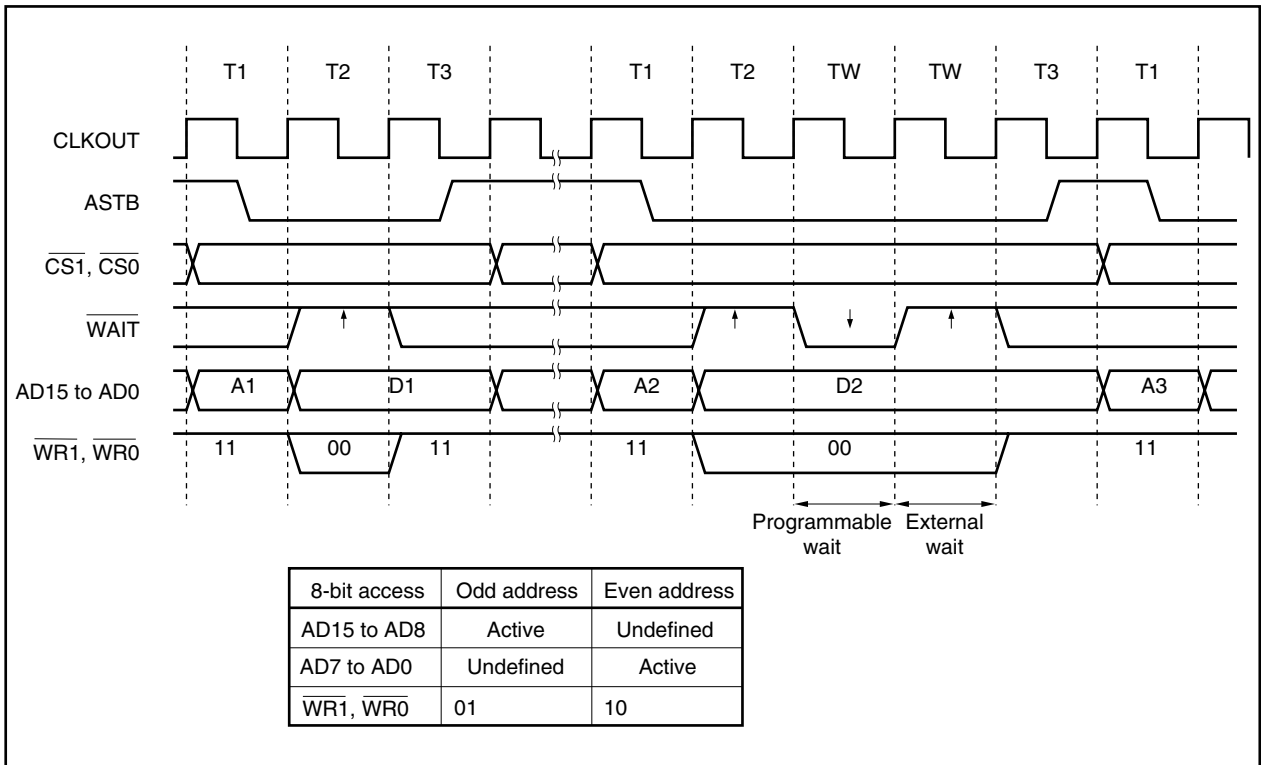 T1 T2 T3 T1 T2 TW TW T3 T1
CLKOUT
ASTB
CS1, CS0
WAIT
AD15 to AD0 A1 D1 A2 D2 A3
WR1, WR0 11 00 11 11 00 11
Programmable wait
External wait
8-bit access Odd address Even address
AD15 to AD8 Active Undefined
AD7 to AD0 Undefined Active
WR1, WR0 01 10